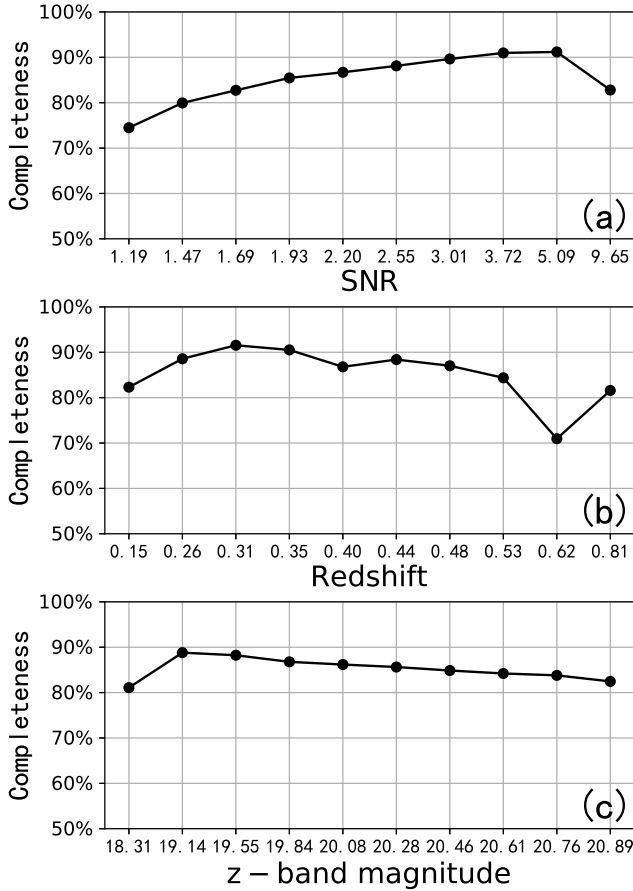 100%
90%
80%
70%
60%
50%
Completeness
(a)
1.19 1.47 1.69 1.93 2.20 2.55 3.01 3.72 5.09 9.65
SNR
100%
90%
80%
70%
60%
50%
Completeness
(b)
0.15 0.26 0.31 0.35 0.40 0.44 0.48 0.53 0.62 0.81
Redshift
100%
90%
80%
70%
60%
50%
Completeness
(c)
18.31 19.14 19.55 19.84 20.08 20.28 20.46 20.61 20.76 20.89
z − band magnitude